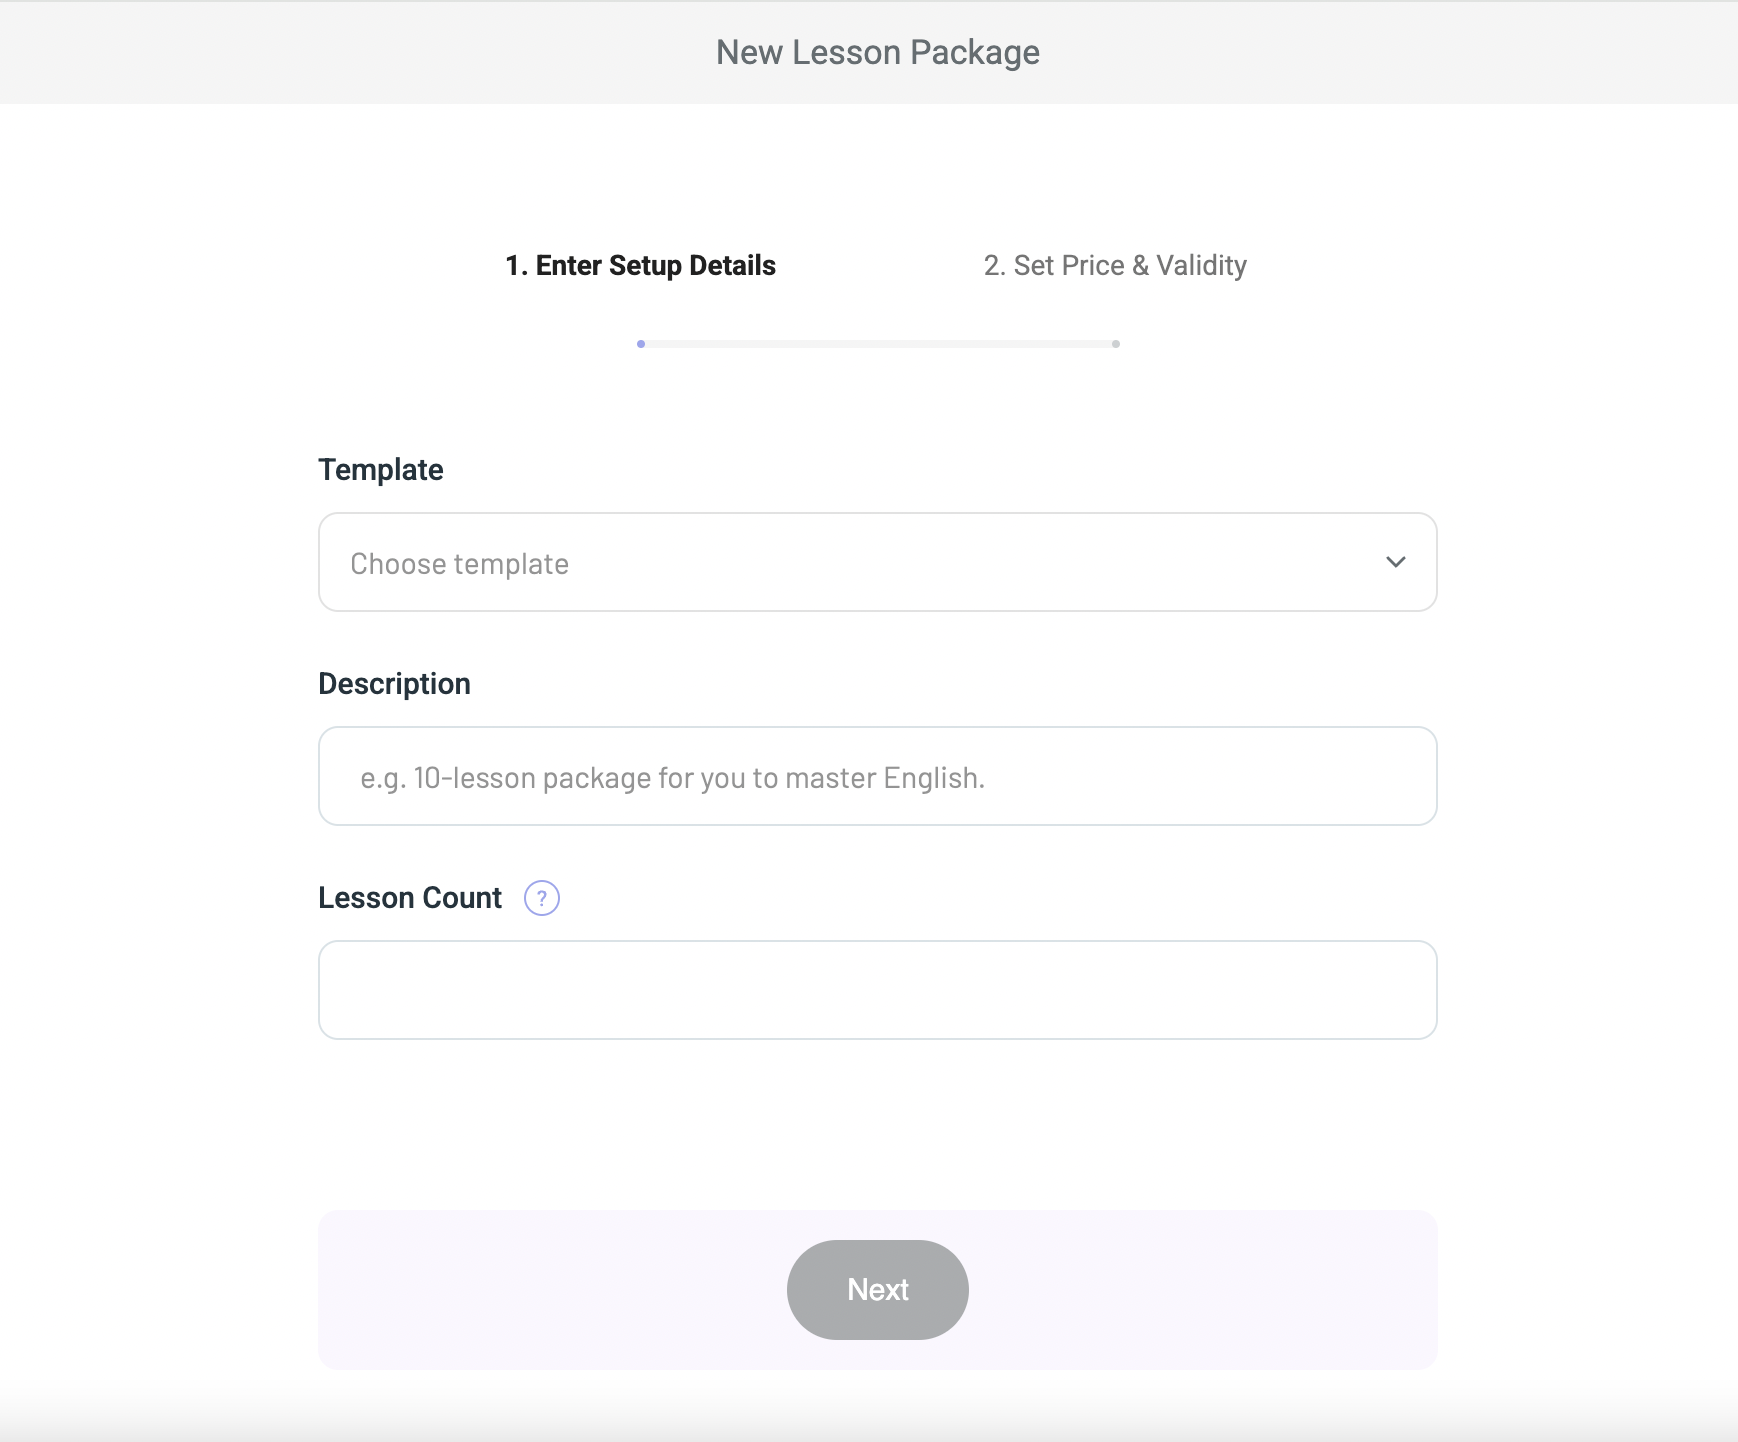 New Lesson Package
1. Enter Setup Details
2. Set Price & Validity
Template
Choose template
Description
e.g. 10-lesson package for you to master English.
Lesson Count ?
Next